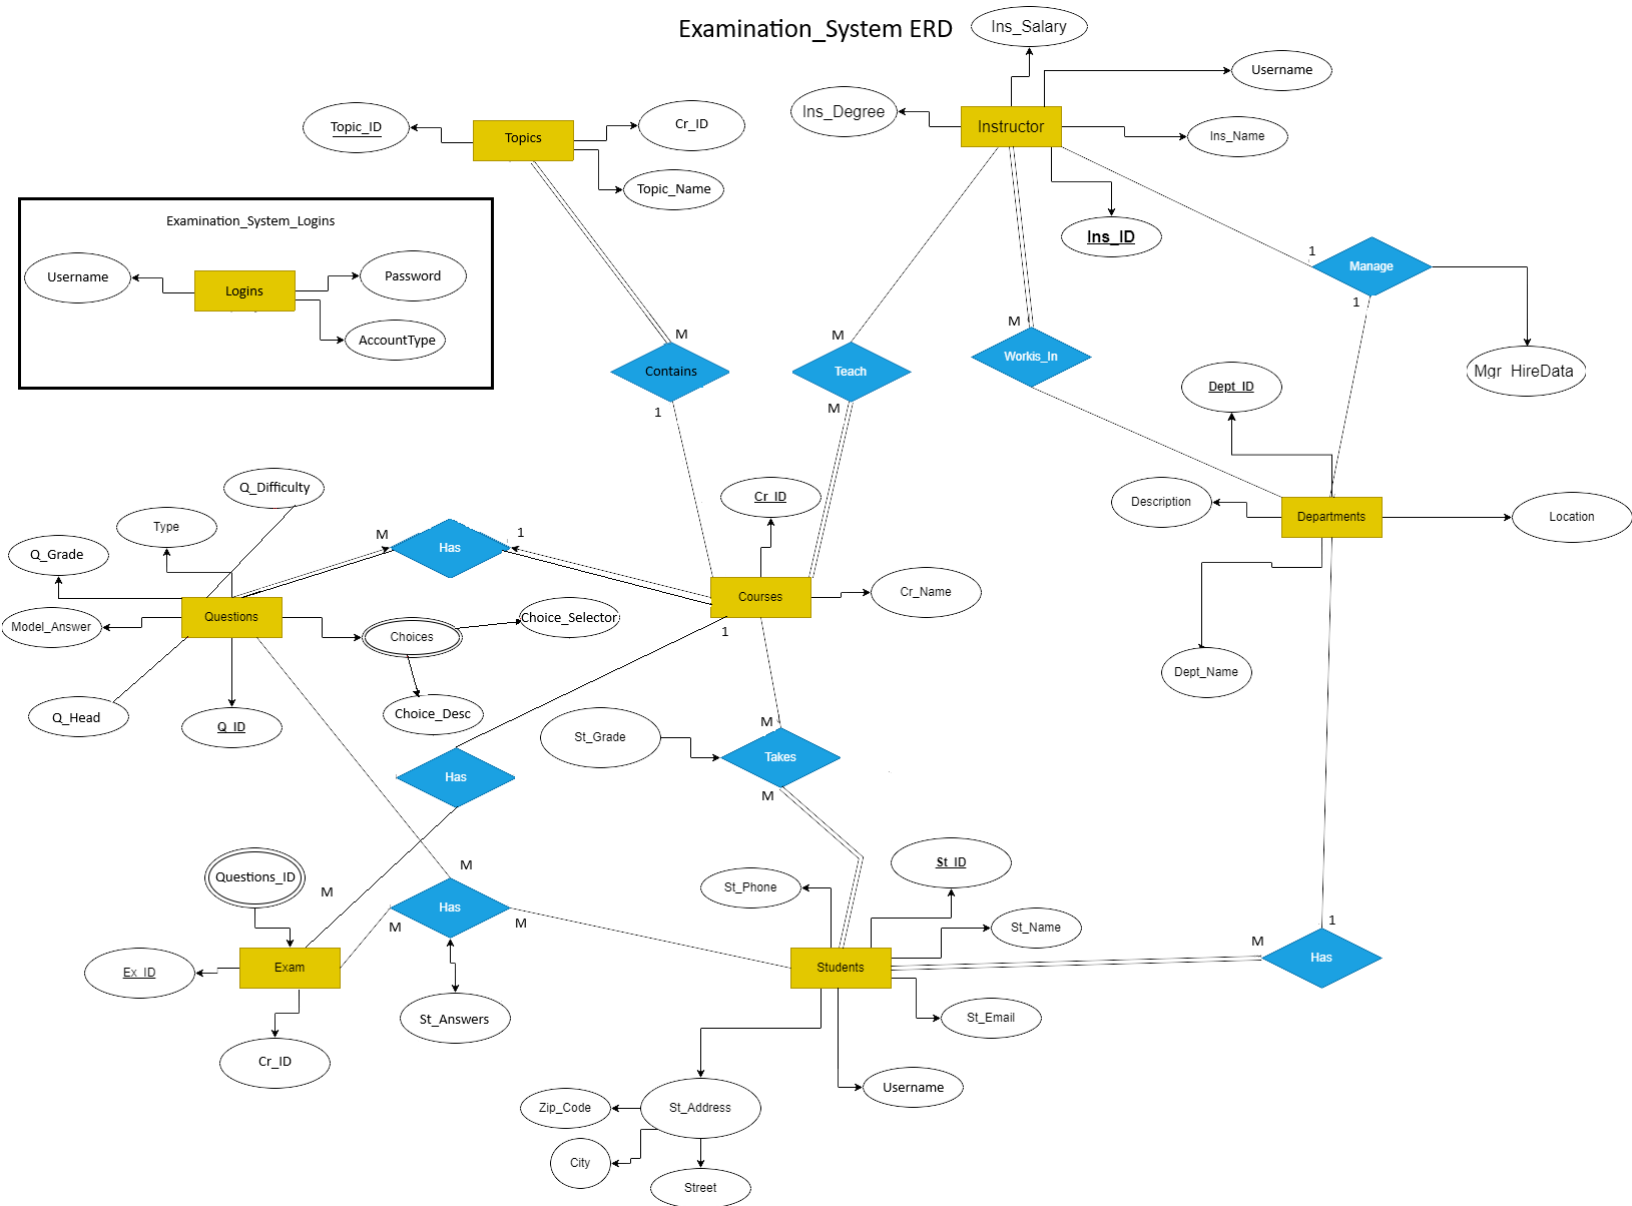 Examination_System ERD
Ins_Salary
Username
Ins_Degree
Instructor
Ins_Name
Ins_ID
Topic_ID
Topics
Cr_ID
Topic_Name
Examination_System_Logins
Username
Logins
Password
AccountType
1
Manage
1
Mgr_HireData
M
Contains
1
M
Teach
M
M
Workis_In
Dept_ID
Description
Departments
Location
Dept_Name
Q_Difficulty
Type
Q_Grade
Model_Answer
Questions
Q_Head
Q_ID
Choices
Choice_Selector
Choice_Desc
M
Has
1
Cr_ID
Courses
Cr_Name
1
Has
M
St_Grade
M
Takes
M
Questions_ID
Ex_ID
Exam
Cr_ID
M
Has
M
M
St_Answers
St_ID
St_Phone
St_Name
Students
St_Email
Username
St_Address
Zip_Code
City
Street
M
1
Has